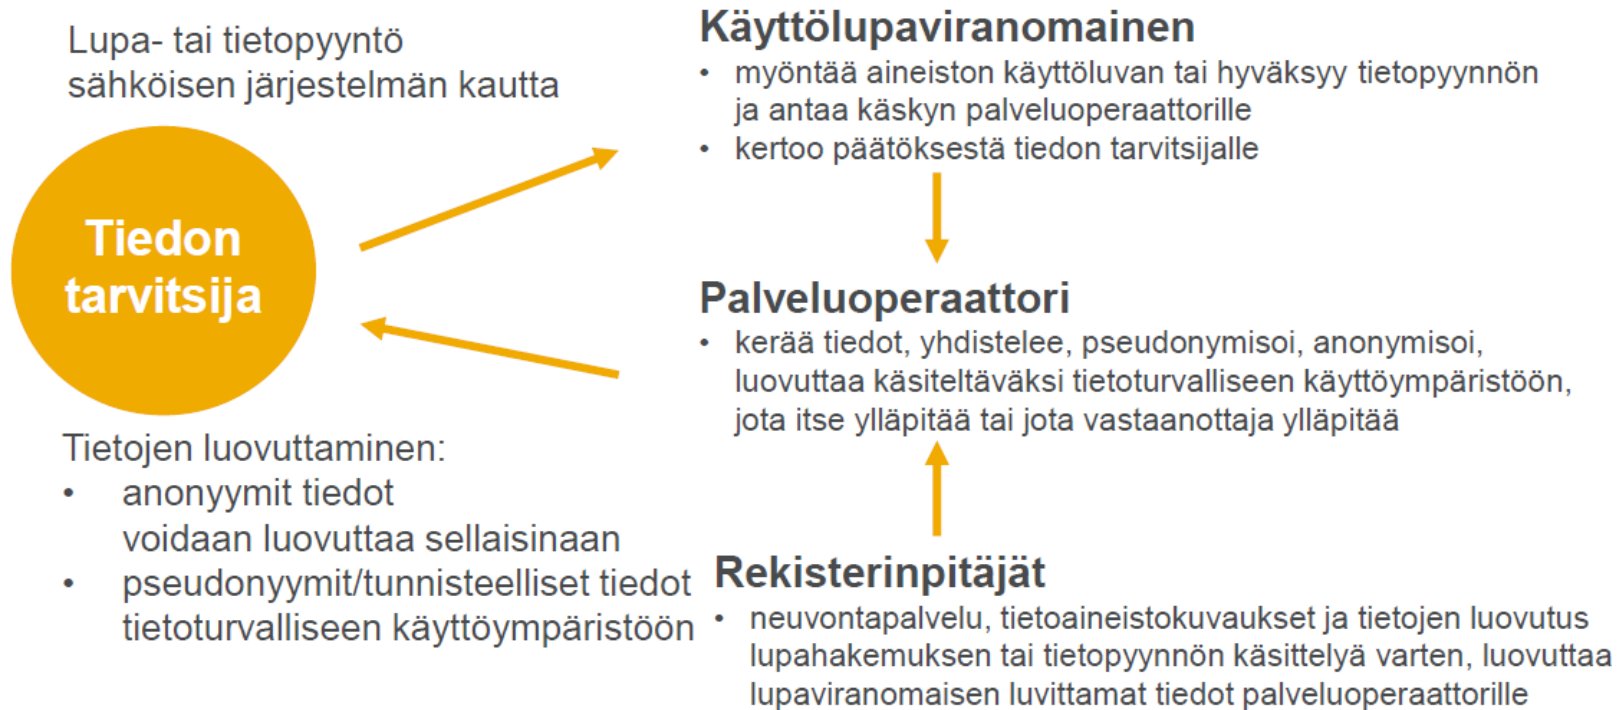 Lupa- tai tietopyyntö
sähköisen järjestelmän kautta
Tiedon
tarvitsija
Tietojen luovuttaminen:
• anonyymit tiedot
voidaan luovuttaa sellaisinaan
• pseudonyymit/tunnisteelliset tiedot
tietoturvalliseen käyttöympäristöön
Käyttölupaviranomainen
• myöntää aineiston käyttöluvan tai hyväksyy tietopyynnön
ja antaa käskyn palveluoperaattorille
• kertoo päätöksestä tiedon tarvitsijalle
Palveluoperaattori
• kerää tiedot, yhdistelee, pseudonymisoi, anonymisoi,
luovuttaa käsiteltäväksi tietoturvalliseen käyttöympäristöön,
jota itse ylläpitää tai jota vastaanottaja ylläpitää
Rekisterinpitäjät
• neuvontapalvelu, tietoaineistokuvaukset ja tietojen luovutus
lupahakemuksen tai tietopyynnön käsittelyä varten, luovuttaa
lupaviranomaisen luvittamat tiedot palveluoperaattorille